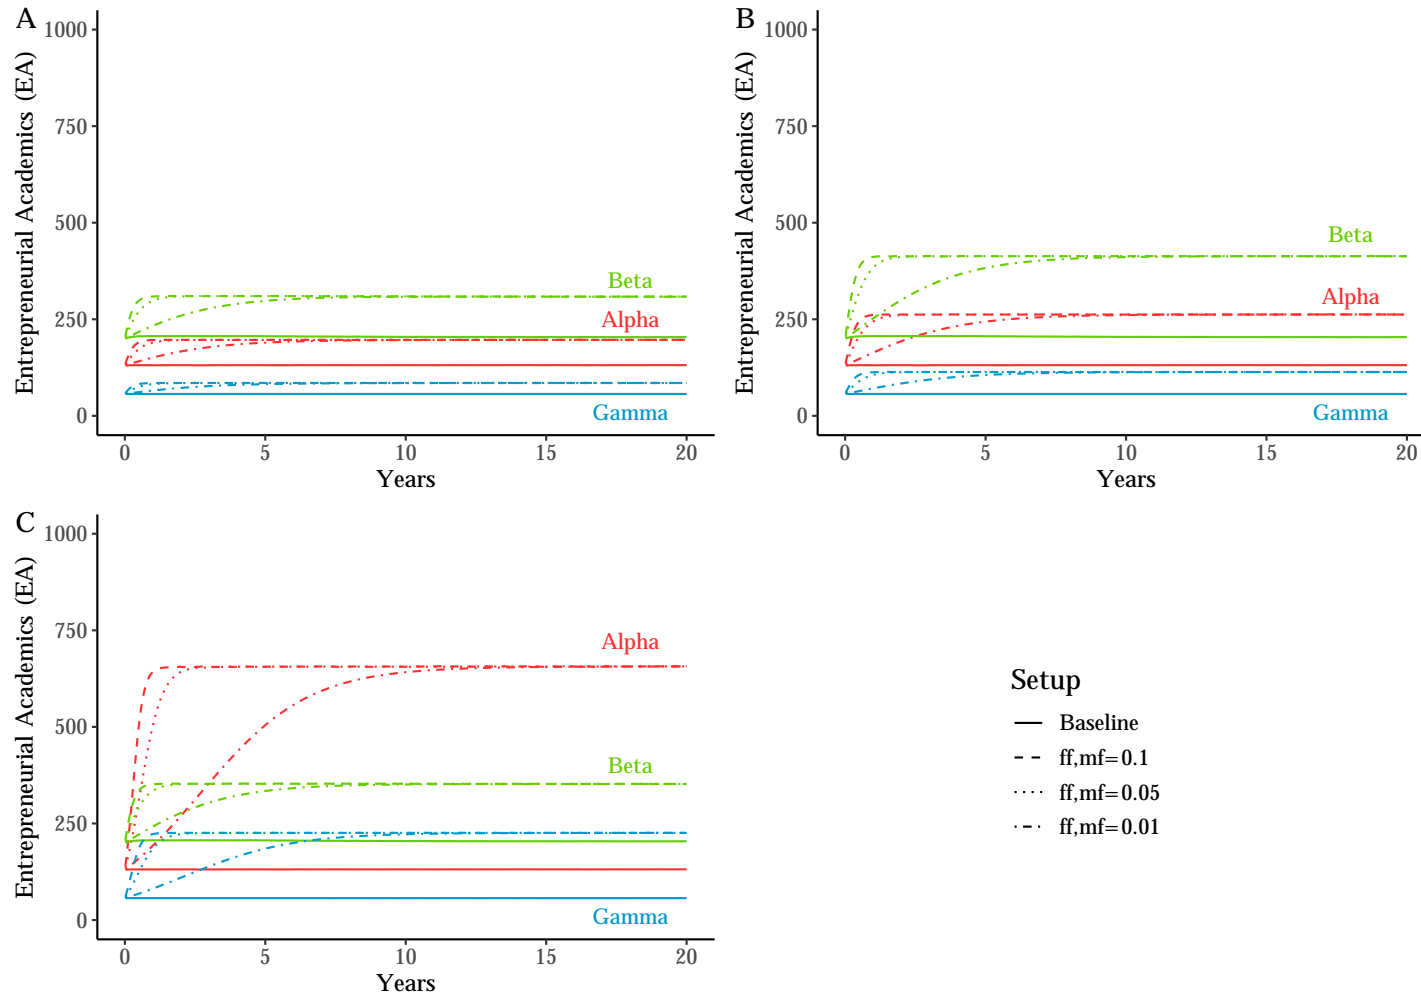 A
Entrepreneurial Academics (EA)
1000
750
500
250
0
Beta
Alpha
Gamma
0 5 10 15 20
Years
B
Entrepreneurial Academics (EA)
1000
750
500
250
0
Beta
Alpha
Gamma
0 5 10 15 20
Years
C
Entrepreneurial Academics (EA)
1000
750
500
250
0
Alpha
Beta
Gamma
0 5 10 15 20
Years
Setup
Baseline
ff,mf=0.1
ff,mf=0.05
ff,mf=0.01